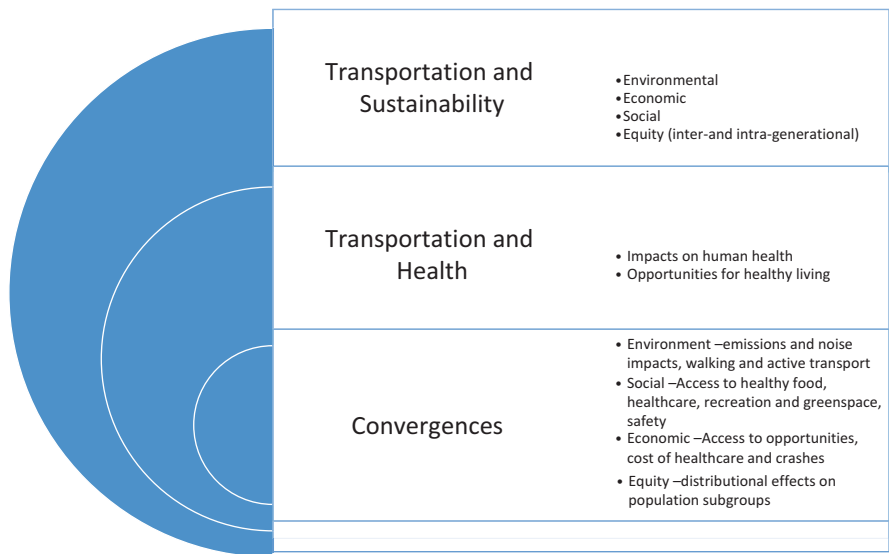 Transportation and
Sustainability
•Environmental
•Economic
•Social
•Equity (inter-and intra-generational)
Transportation and
Health
• Impacts on human health
• Opportunities for healthy living
Convergences
• Environment –emissions and noise
impacts, walking and active transport
• Social –Access to healthy food,
healthcare, recreation and greenspace,
safety
• Economic –Access to opportunities,
cost of healthcare and crashes
• Equity –distributional effects on
population subgroups